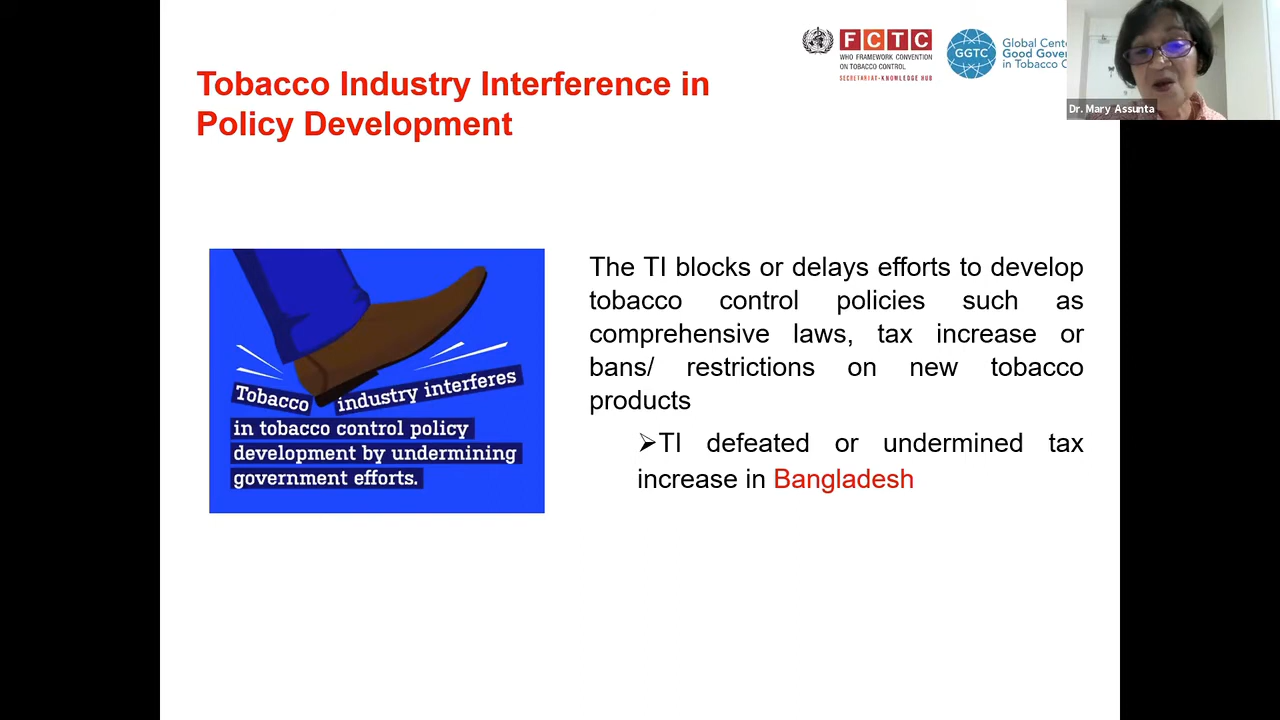 FCTC
WHO FRAMEWORK CONVENTION
ON TOBACCO CONTROL
SECRETARIAT-KNOWLEDGE HUB
GGTC
Global
Good
in Tobacco
Dr. Mary Assunta
Tobacco Industry Interference in
Policy Development
Tobacco industry interferes
in tobacco control policy
development by undermining
government efforts.
The TI blocks or delays efforts to develop
tobacco control policies such as
comprehensive laws, tax increase or
bans/ restrictions on new tobacco
products
➢TI defeated or undermined tax
increase in Bangladesh